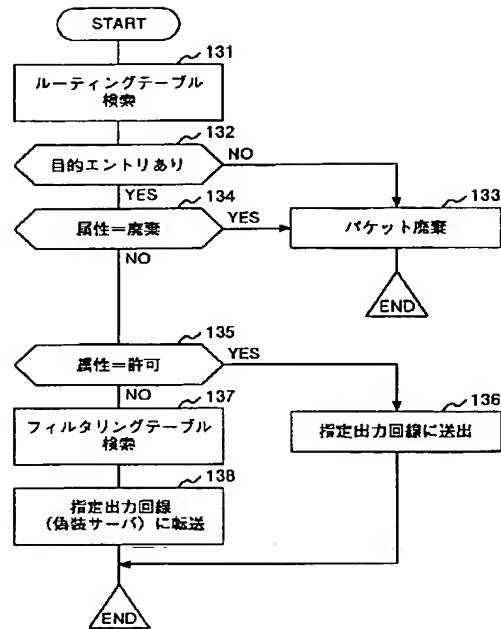 START
131
ルーティングテーブル
検索
132
目的エントリあり
NO
YES
134
属性=廃棄
YES
133
パケット廃棄
NO
END
135
属性=許可
YES
NO
137
136
フィルタリングテーブル
検索
指定出力回線に送出
138
指定出力回線
(偽装サーバ)に転送
END